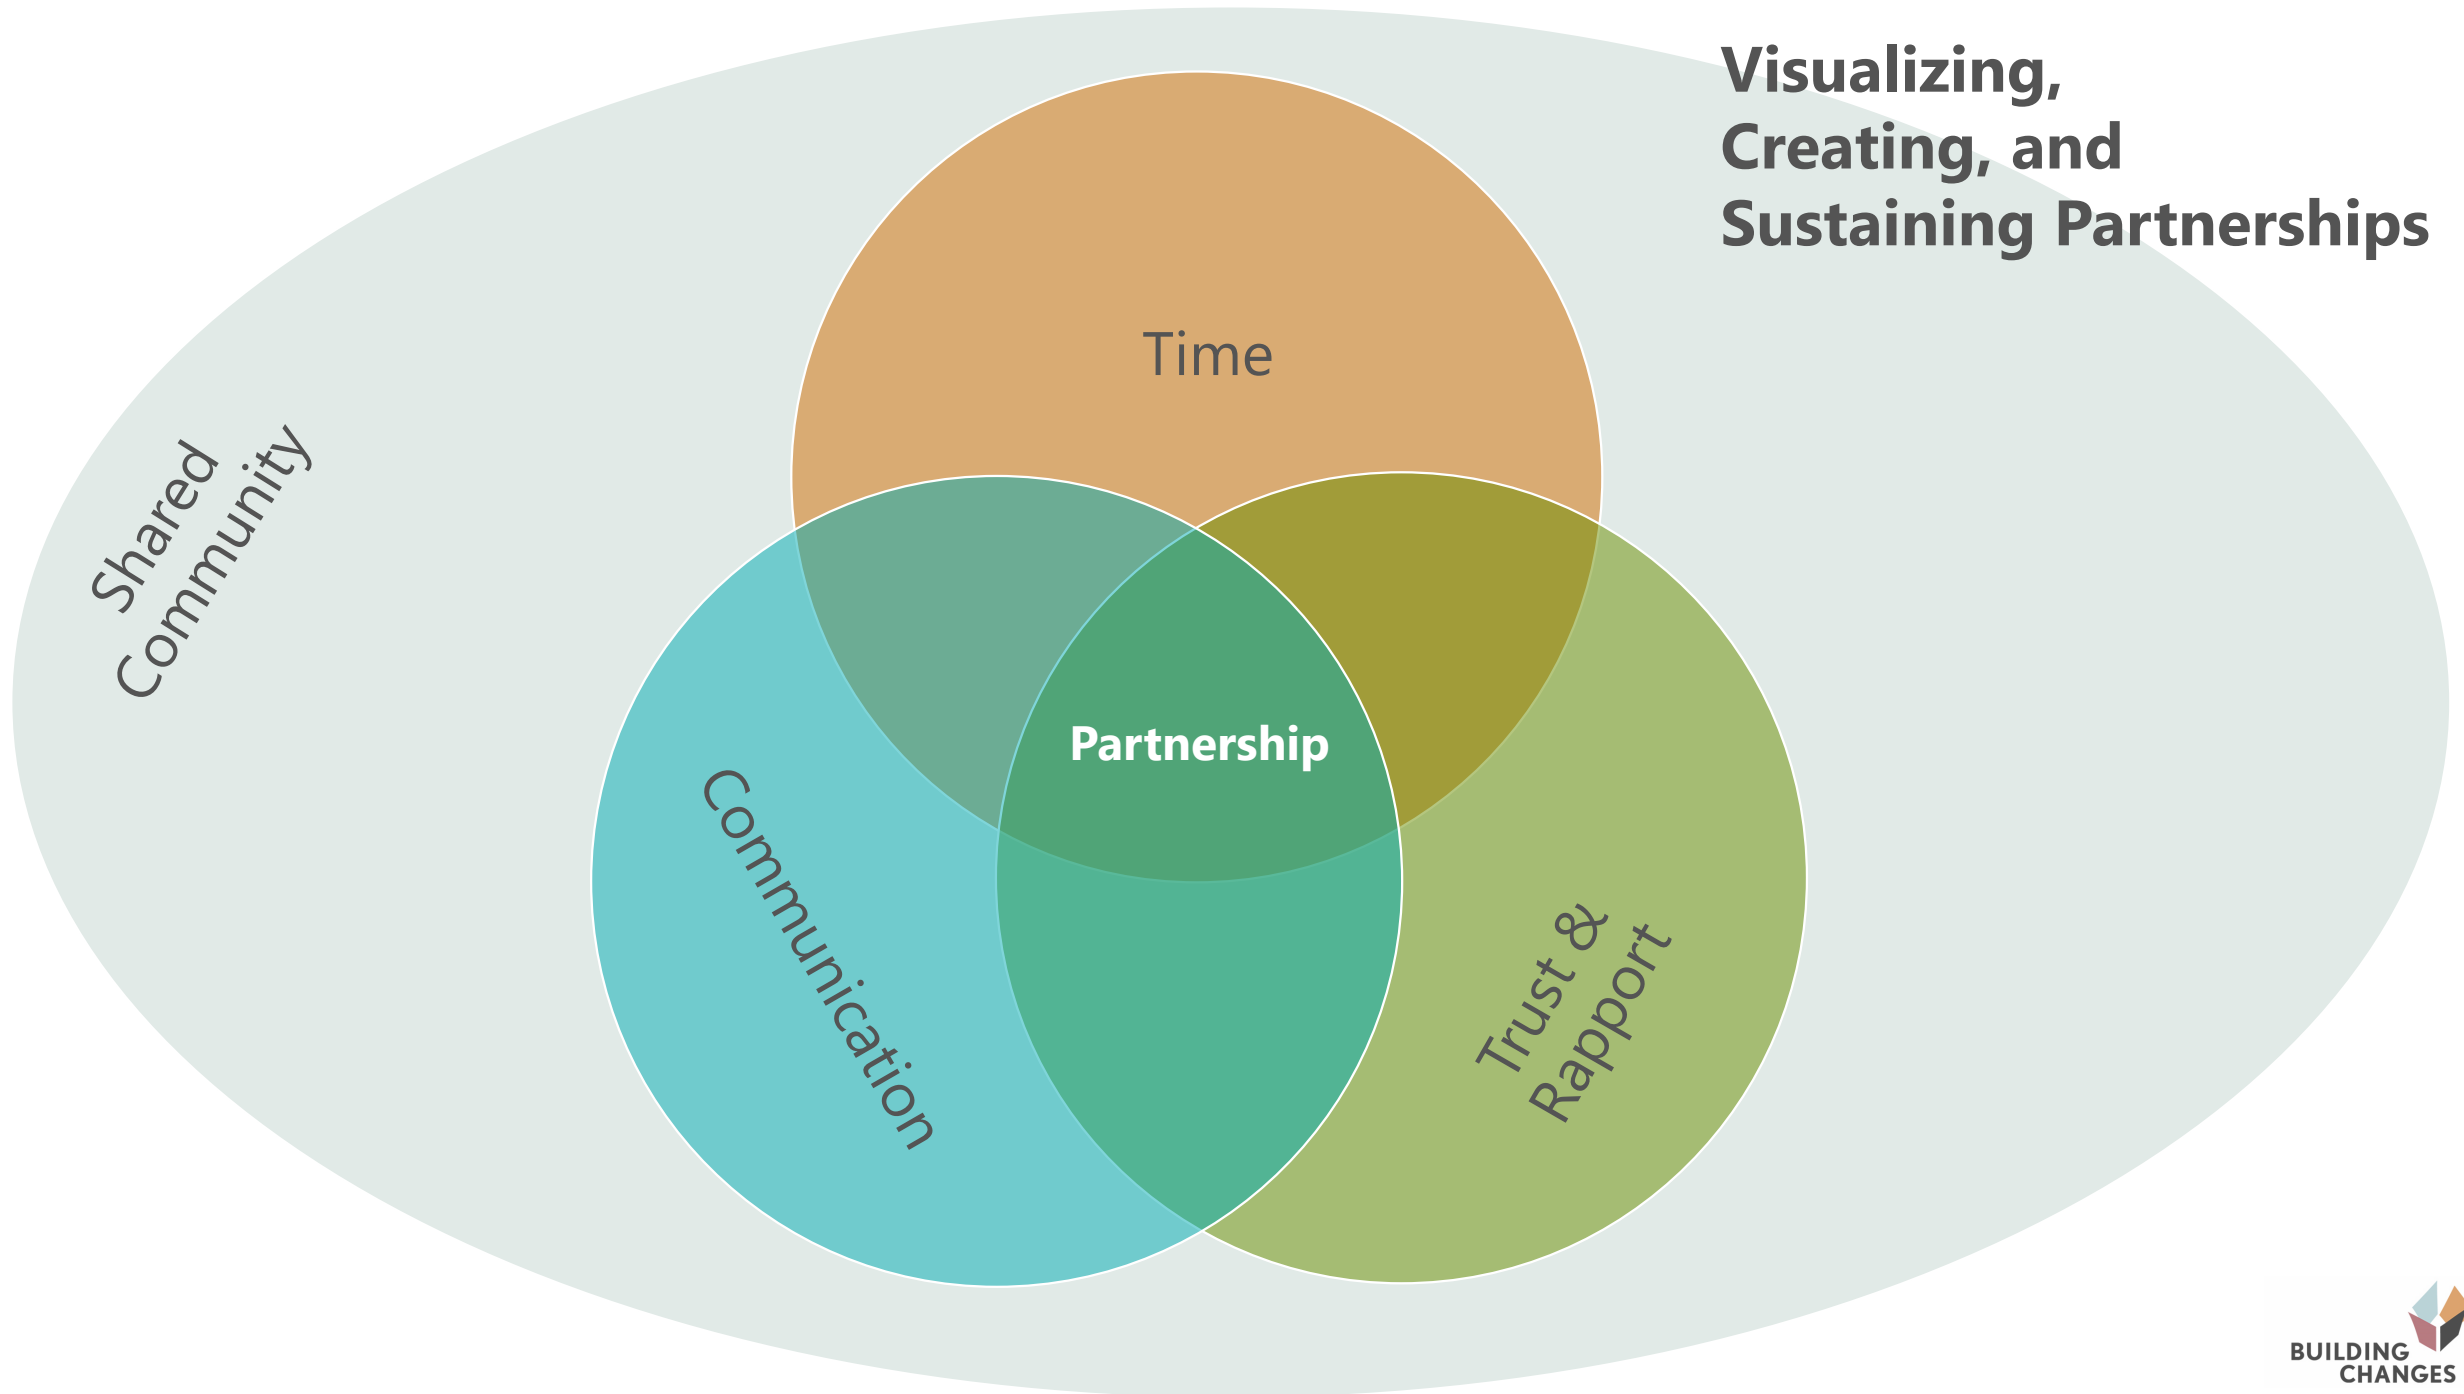 Visualizing,
Creating, and
Sustaining Partnerships
Time
Shared
Community
Partnership
Communication
Trust &
Rapport
BUILDING
CHANGES